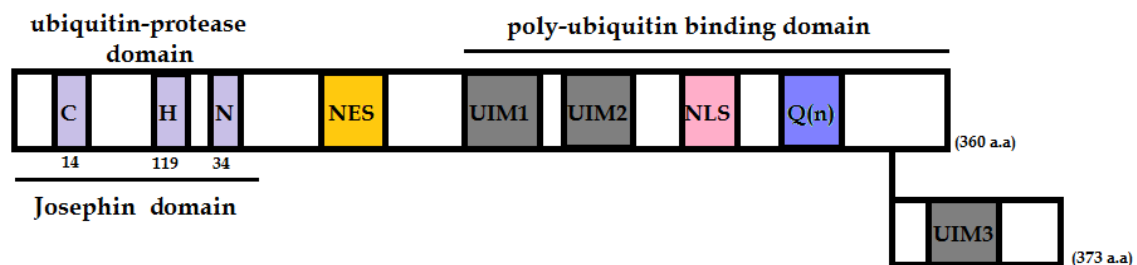 ubiquitin-protease
domain
poly-ubiquitin binding domain
C H N NES UIM1 UIM2 NLS Q(n)
(360 a.a)
14 119 34
Josephin domain
UIM3
(373 a.a)